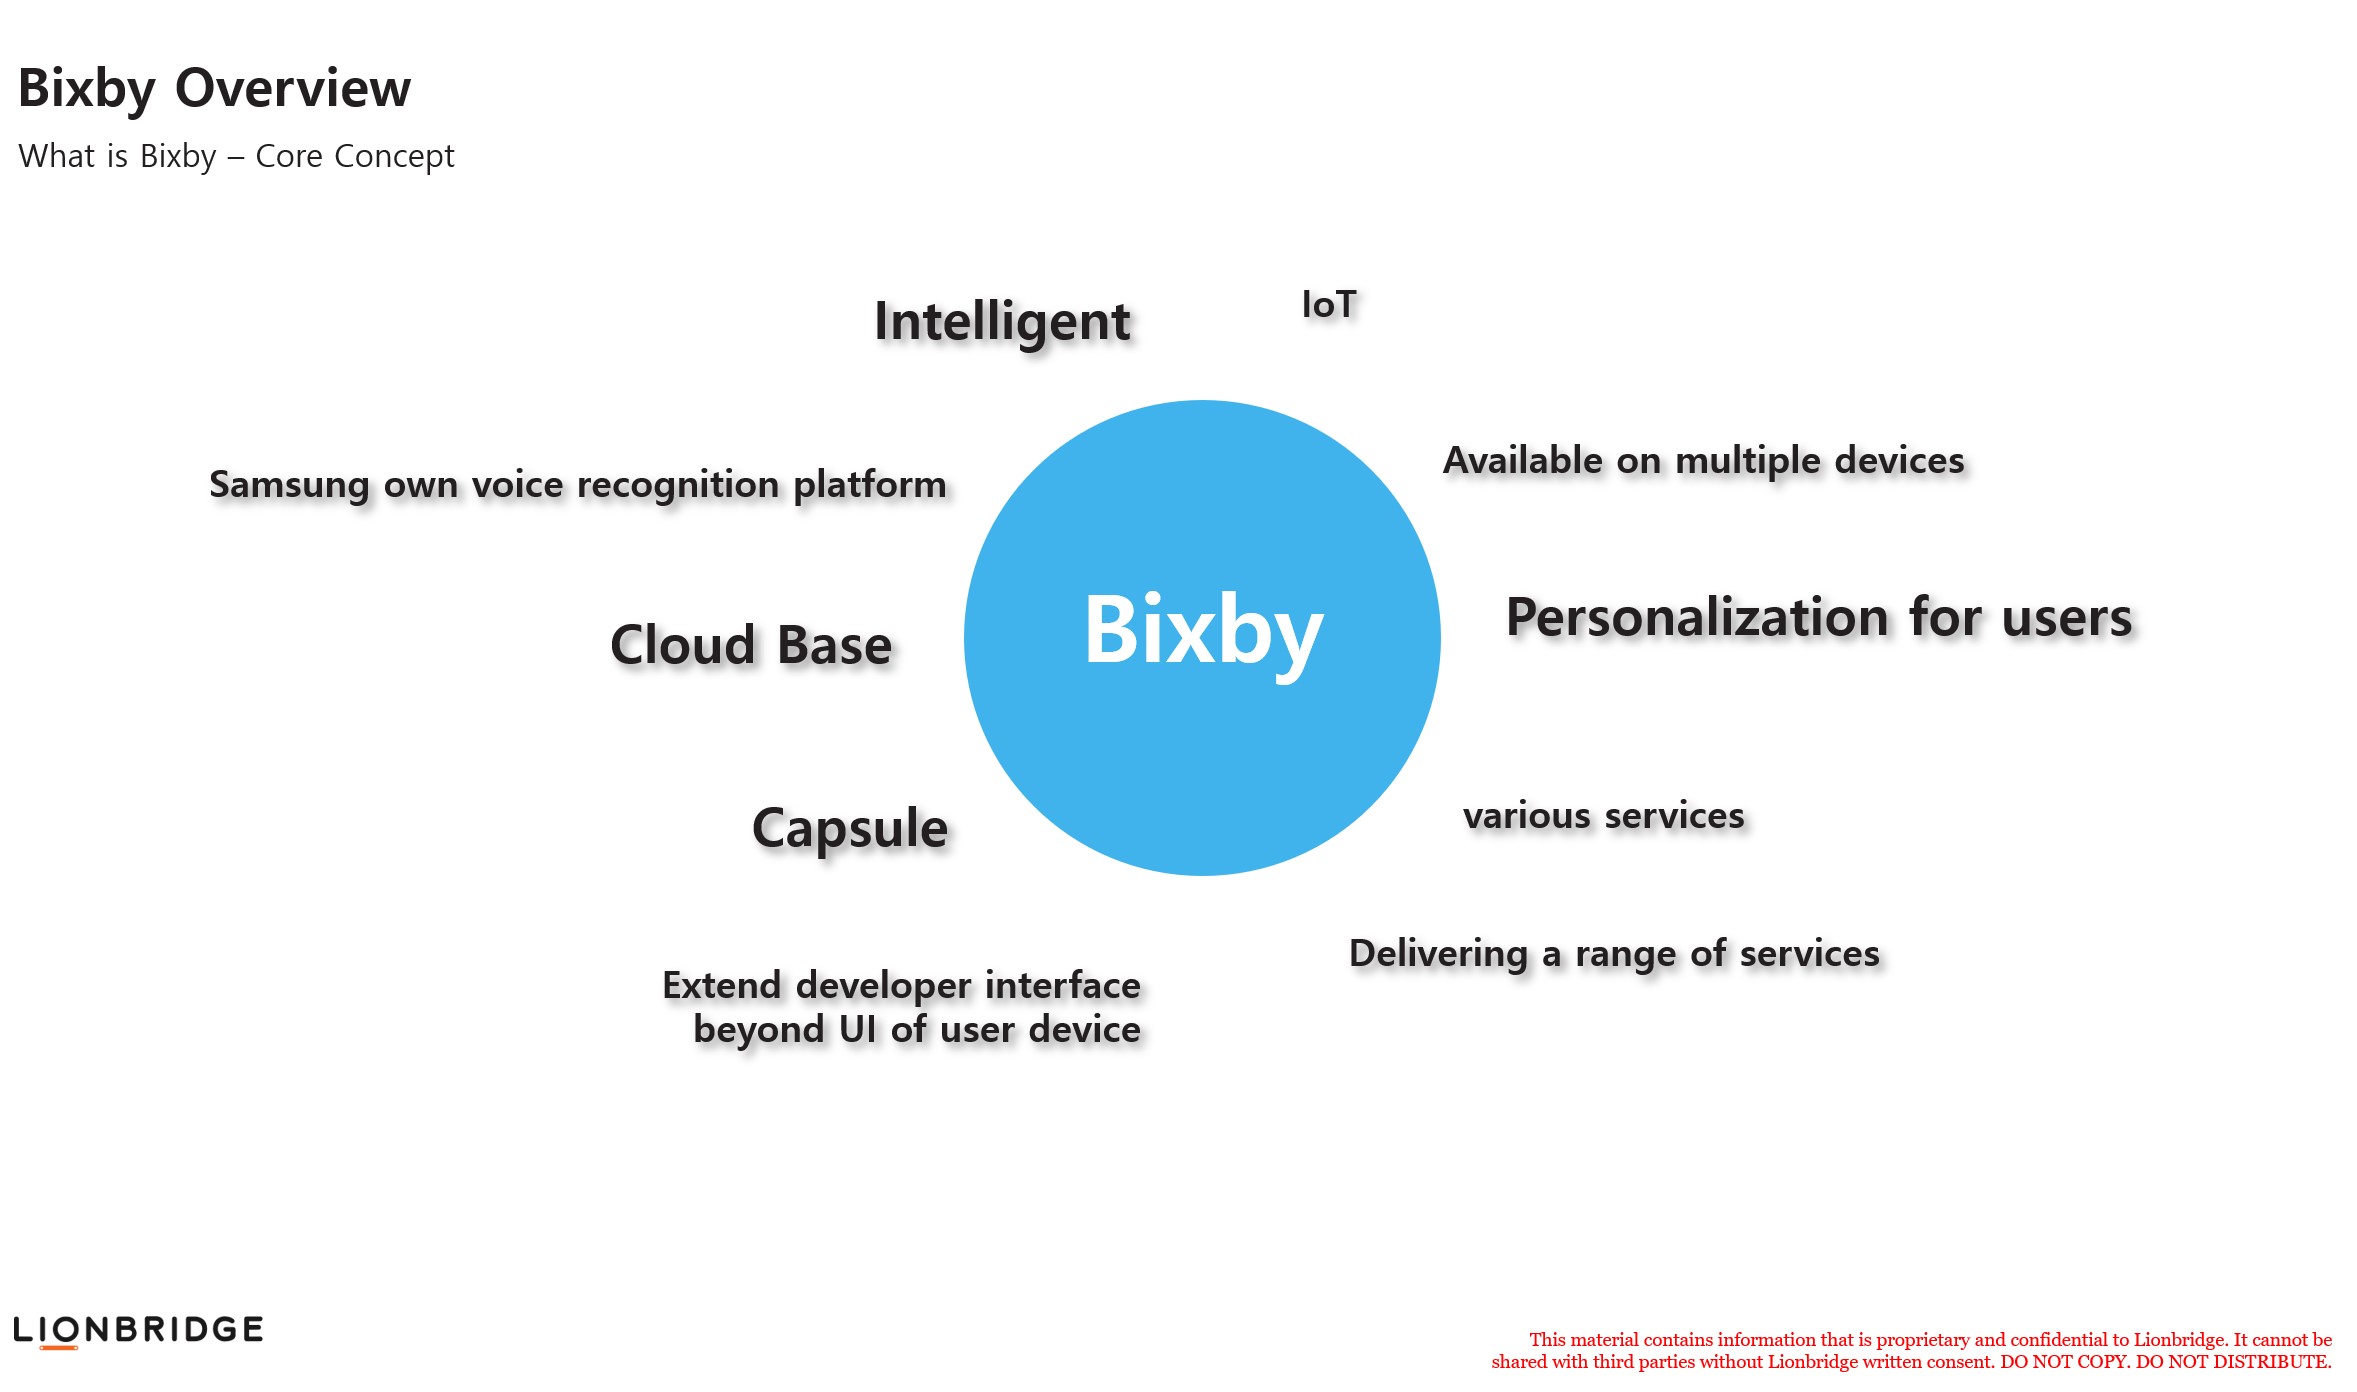 Bixby Overview
What is Bixby – Core Concept
Intelligent
IoT
Samsung own voice recognition platform
Available on multiple devices
Cloud Base
Bixby
Personalization for users
Capsule
various services
Extend developer interface
beyond UI of user device
Delivering a range of services
LIONBRIDGE
This material contains information that is proprietary and confidential to Lionbridge. It cannot be
shared with third parties without Lionbridge written consent. DO NOT COPY. DO NOT DISTRIBUTE.